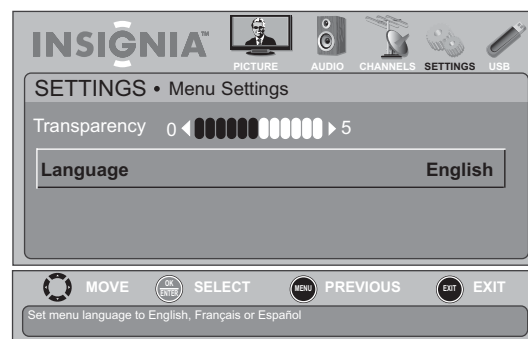 INSIGNIA™
PICTURE AUDIO CHANNELS SETTINGS USB
SETTINGS • Menu Settings
Transparency 0 5
Language English
MOVE OK ENTER SELECT MENU PREVIOUS EXIT EXIT
Set menu language to English, Français or Español